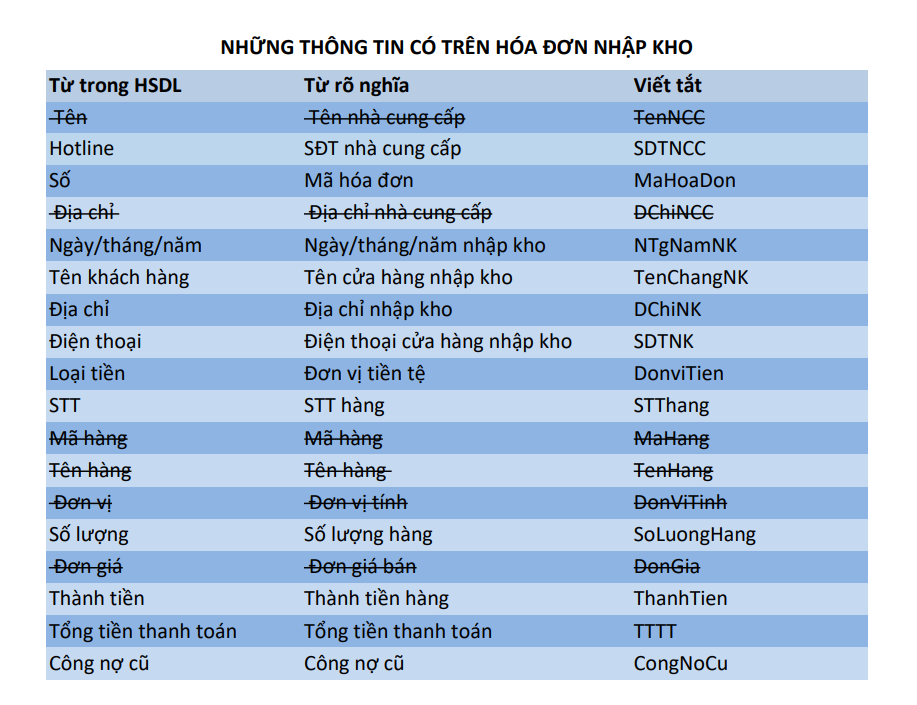 NHỮNG THÔNG TIN CÓ TRÊN HÓA ĐƠN NHẬP KHO
Từ trong HSDL Từ rõ nghĩa Viết tắt
Tên Tên nhà cung cấp TenNCC
Hotline SĐT nhà cung cấp SDTNCC
Số Mã hóa đơn MaHoaDon
Địa chỉ Địa chỉ nhà cung cấp DChiNCC
Ngày/tháng/năm Ngày/tháng/năm nhập kho NTgNamNK
Tên khách hàng Tên cửa hàng nhập kho TenChangNK
Địa chỉ Địa chỉ nhập kho DChiNK
Điện thoại Điện thoại cửa hàng nhập kho SDTNK
Loại tiền Đơn vị tiền tệ DonviTien
STT STT hàng STThang
Mã hàng Mã hàng MaHang
Tên hàng Tên hàng TenHang
Đơn vị Đơn vị tính DonViTinh
Số lượng Số lượng hàng SoLuongHang
Đơn giá Đơn giá bán DonGia
Thành tiền Thành tiền hàng ThanhTien
Tổng tiền thanh toán Tổng tiền thanh toán TTTT
Công nợ cũ Công nợ cũ CongNoCu